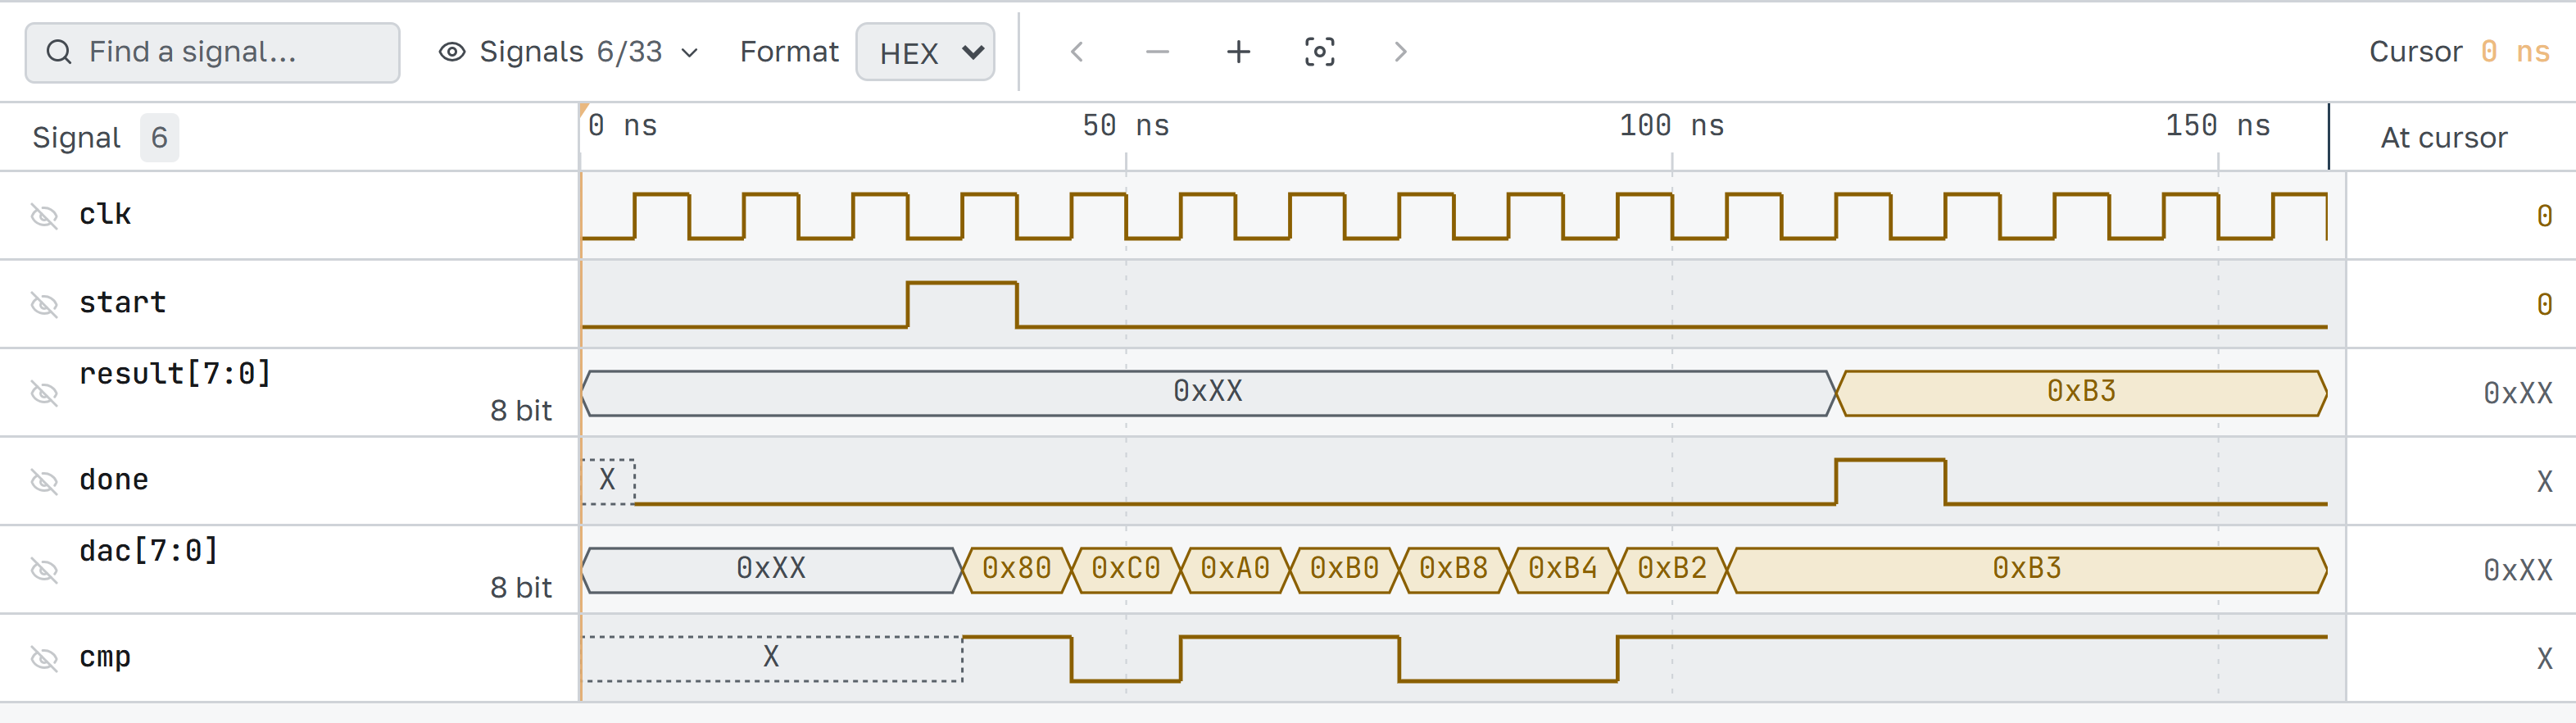 Find a signal... Signals 6/33 Format HEX Cursor 0 ns
Signal 6 0 ns 50 ns 100 ns 150 ns At cursor
clk 0
start 0
result[7:0] 8 bit 0xXX 0xB3 0xXX
done X X
dac[7:0] 8 bit 0xXX 0x80 0xC0 0xA0 0xB0 0xB8 0xB4 0xB2 0xB3 0xXX
cmp X X